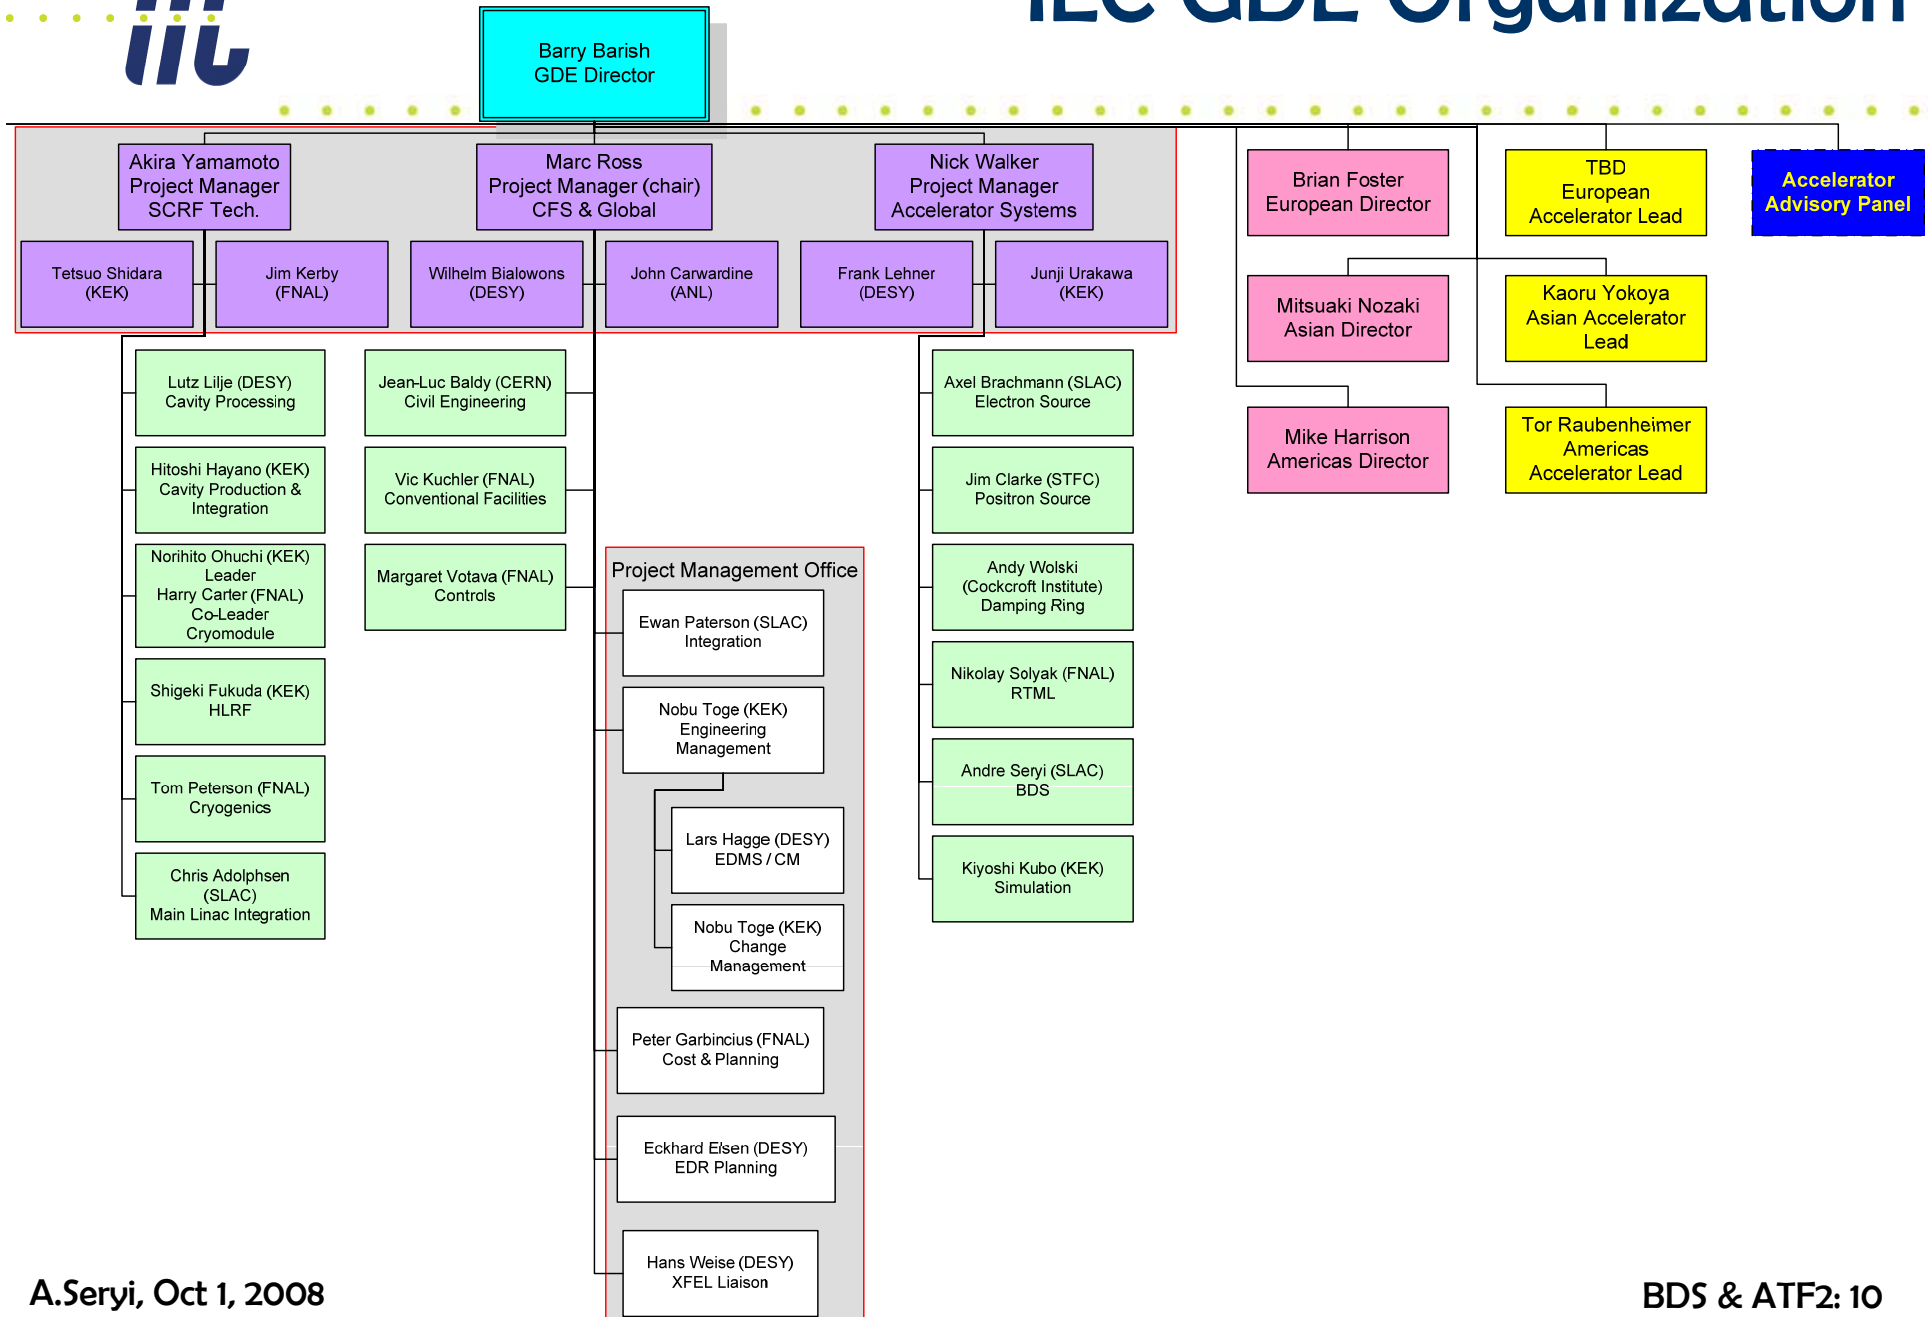 ilc
ILC GDE Organization
Barry Barish
GDE Director
Akira Yamamoto
Project Manager
SCRF Tech.
Marc Ross
Project Manager (chair)
CFS & Global
Nick Walker
Project Manager
Accelerator Systems
Brian Foster
European Director
TBD
European
Accelerator Lead
Accelerator
Advisory Panel
Tetsuo Shidara
(KEK)
Jim Kerby
(FNAL)
Wilhelm Bialowons
(DESY)
John Carwardine
(ANL)
Frank Lehner
(DESY)
Junji Urakawa
(KEK)
Mitsuaki Nozaki
Asian Director
Kaoru Yokoya
Asian Accelerator
Lead
Mike Harrison
Americas Director
Tor Raubenheimer
Americas
Accelerator Lead
Lutz Lilje (DESY)
Cavity Processing
Hitoshi Hayano (KEK)
Cavity Production &
Integration
Norihito Ohuchi (KEK)
Leader
Harry Carter (FNAL)
Co-Leader
Cryomodule
Shigeki Fukuda (KEK)
HLRF
Tom Peterson (FNAL)
Cryogenics
Chris Adolphsen
(SLAC)
Main Linac Integration
Jean-Luc Baldy (CERN)
Civil Engineering
Vic Kuchler (FNAL)
Conventional Facilities
Margaret Votava (FNAL)
Controls
Project Management Office
Ewan Paterson (SLAC)
Integration
Nobu Toge (KEK)
Engineering
Management
Lars Hagge (DESY)
EDMS / CM
Nobu Toge (KEK)
Change
Management
Peter Garbincius (FNAL)
Cost & Planning
Eckhard Elsen (DESY)
EDR Planning
Hans Weise (DESY)
XFEL Liaison
Axel Brachmann (SLAC)
Electron Source
Jim Clarke (STFC)
Positron Source
Andy Wolski
(Cockcroft Institute)
Damping Ring
Nikolay Solyak (FNAL)
RTML
Andre Seryi (SLAC)
BDS
Kiyoshi Kubo (KEK)
Simulation
A.Seryi, Oct 1, 2008
BDS & ATF2: 10